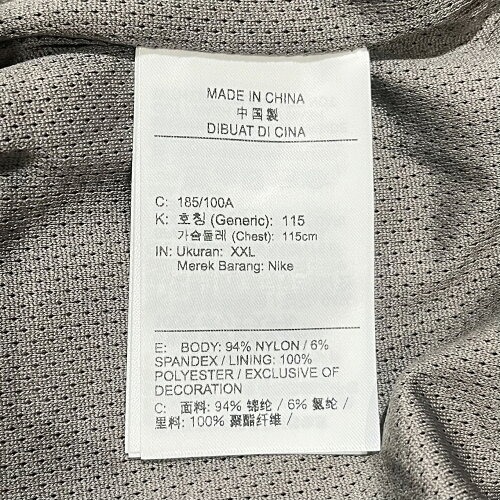 MADE IN CHINA
中国製
DIBUAT DI CINA
C: 185/100A
K: 호칭 (Generic): 115
가슴둘레 (Chest): 115cm
IN: Ukuran: XXL
Merek Barang: Nike
E: BODY: 94% NYLON / 6%
SPANDEX / LINING: 100%
POLYESTER / EXCLUSIVE OF
DECORATION
C: 面料: 94% 锦纶 / 6% 氨纶 /
里料: 100% 聚酯纤维 /